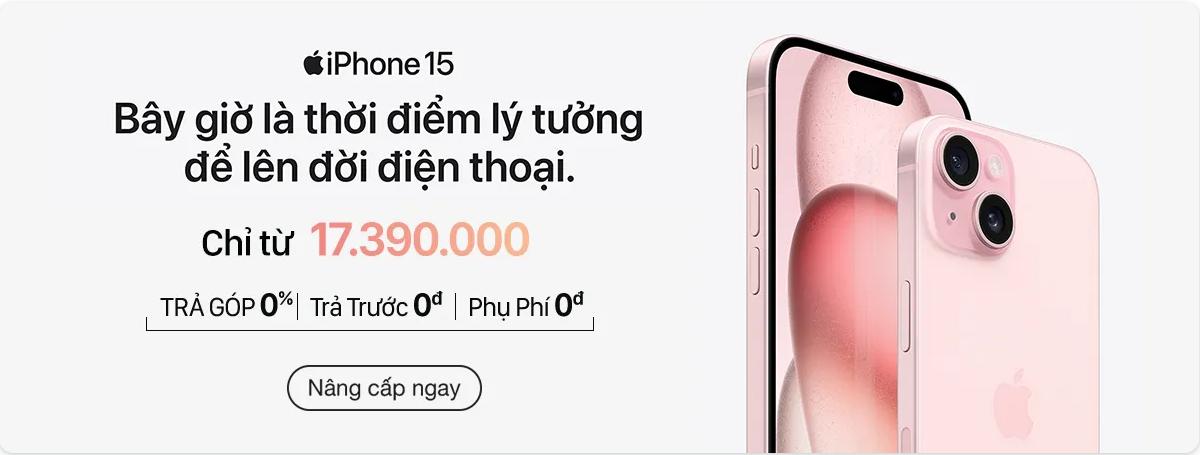 iPhone 15
Bây giờ là thời điểm lý tưởng
để lên đời điện thoại.
Chỉ từ 17.390.000
TRẢ GÓP 0% | Trả Trước 0đ | Phụ Phí 0đ
Nâng cấp ngay